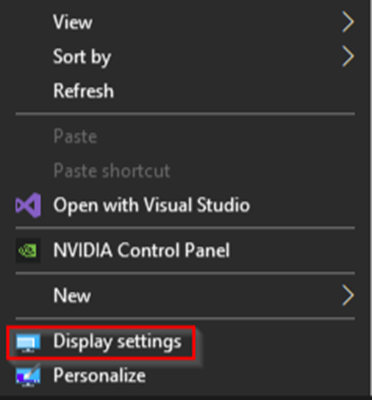 View
Sort by
Refresh
Paste
Paste shortcut
Open with Visual Studio
NVIDIA Control Panel
New
Display settings
Personalize